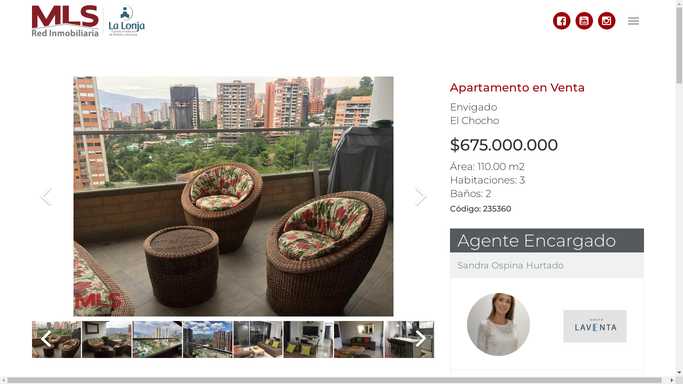 MLS
Red Inmobiliaria
La Lonja
Apartamento en Venta
Envigado
El Chocho
$675.000.000
Área: 110.00 m2
Habitaciones: 3
Baños: 2
Código: 235360
Agente Encargado
Sandra Ospina Hurtado
MLS
LAVENTA